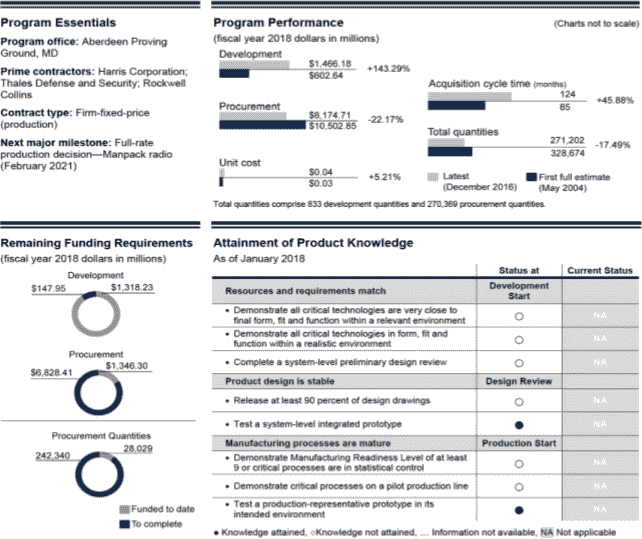 Program Essentials
Program office: Aberdeen Proving
Ground, MD
Prime contractors: Harris Corporation;
Thales Defense and Security; Rockwell
Collins
Contract type: Firm-fixed-price
(production)
Next major milestone: Full-rate
production decision—Manpack radio
(February 2021)
Program Performance
(Charts not to scale)
(fiscal year 2018 dollars in millions)
Development
$1,466.18
$602.64
+143.29%
Procurement
$8,174.71
$10,502.85
-22.17%
Unit cost
$0.04
$0.03
+5.21%
Acquisition cycle time (months)
124
85
+45.88%
Total quantities
271,202
328,674
-17.49%
Latest
(December 2016)
First full estimate
(May 2004)
Total quantities comprise 833 development quantities and 270,369 procurement quantities.
Remaining Funding Requirements
(fiscal year 2018 dollars in millions)
Development
$147.95
$1,318.23
Procurement
$6,828.41
$1,346.30
Procurement Quantities
242,340
28,029
Funded to date
To complete
Attainment of Product Knowledge
As of January 2018
Status at
Current Status
Resources and requirements match
Development
Start
• Demonstrate all critical technologies are very close to
final form, fit and function within a relevant environment
NA
• Demonstrate all critical technologies in form, fit and
function within a realistic environment
NA
• Complete a system-level preliminary design review
NA
Product design is stable
Design Review
• Release at least 90 percent of design drawings
NA
• Test a system-level integrated prototype
NA
Manufacturing processes are mature
Production Start
• Demonstrate Manufacturing Readiness Level of at least
9 or critical processes are in statistical control
NA
• Demonstrate critical processes on a pilot production line
NA
• Test a production-representative prototype in its
intended environment
NA
● Knowledge attained, ○Knowledge not attained, ... Information not available, NA Not applicable